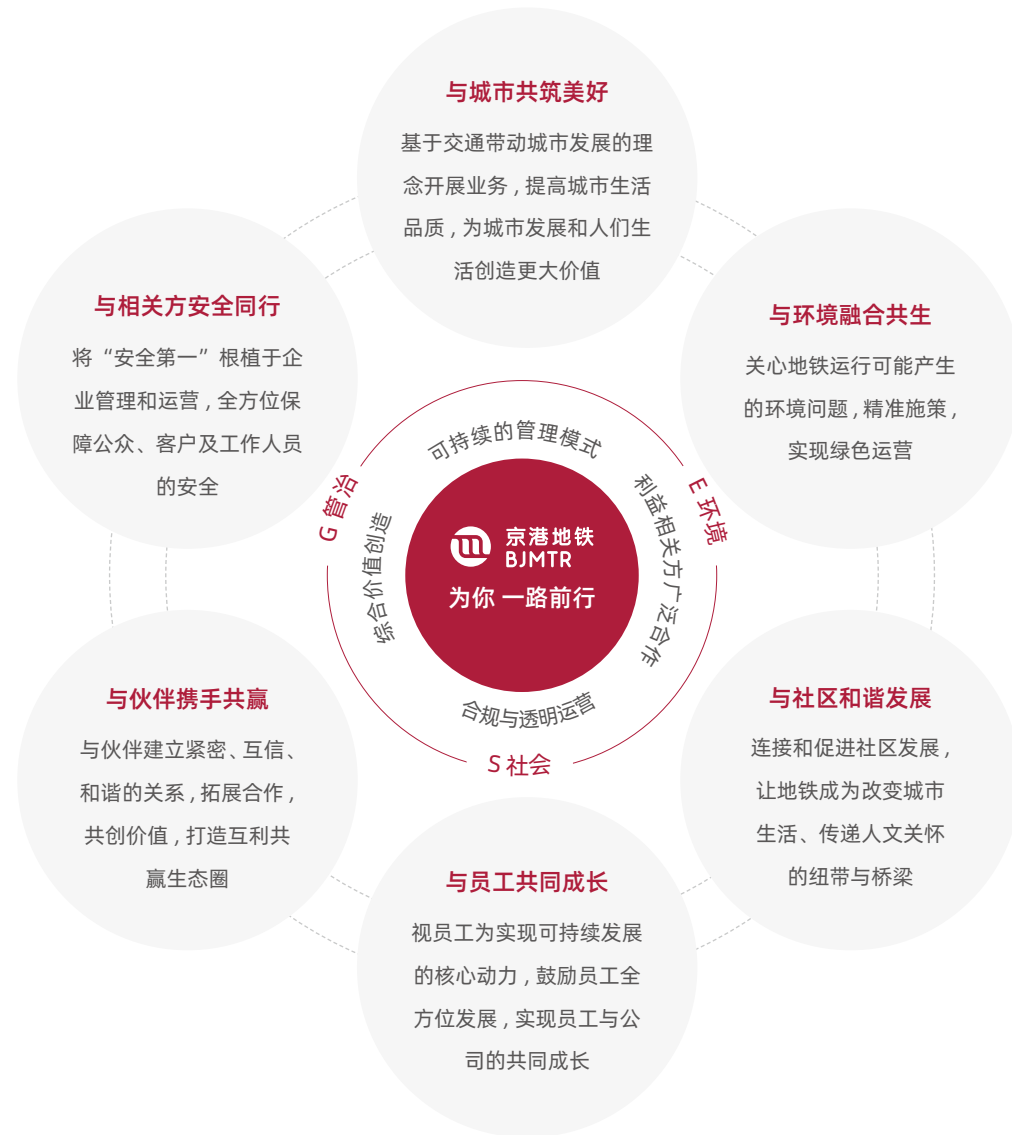 与城市共筑美好
基于交通带动城市发展的理
念开展业务,提高城市生活
品质,为城市发展和人们生
活创造更大价值
与相关方安全同行
将“安全第一”根植于企
业管理和运营,全方位保
障公众、客户及工作人员
的安全
与环境融合共生
关心地铁运行可能产生
的环境问题,精准施策,
实现绿色运营
可持续的管理模式
G 管治
E 环境
综合价值创造
利益相关方广泛合作
京港地铁
BJMTR
为你 一路前行
合规与透明运营
S 社会
与伙伴携手共赢
与伙伴建立紧密、互信、
和谐的关系,拓展合作,
共创价值,打造互利共
赢生态圈
与社区和谐发展
连接和促进社区发展,
让地铁成为改变城市
生活、传递人文关怀
的纽带与桥梁
与员工共同成长
视员工为实现可持续发展
的核心动力,鼓励员工全
方位发展,实现员工与公
司的共同成长